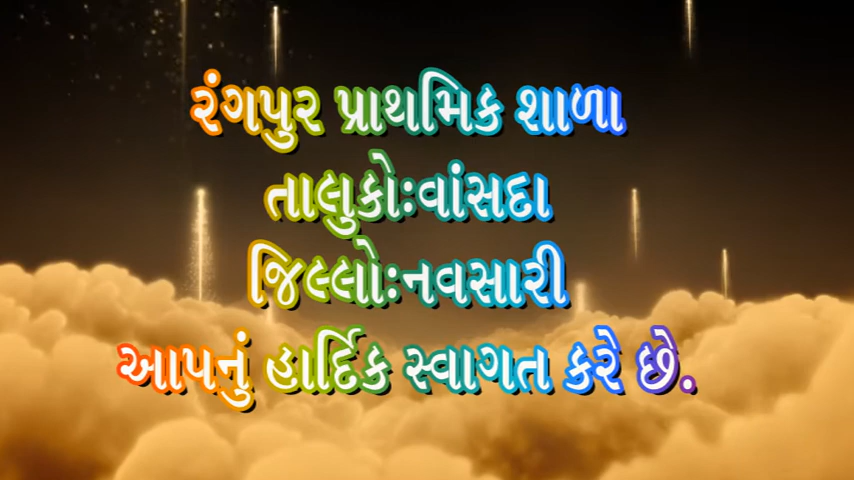 રંગપુર પ્રાથમિક શાળા
તાલુકો:વાંસદા
જિલ્લો:નવસારી
આપનું હાર્દિક સ્વાગત કરે છે.